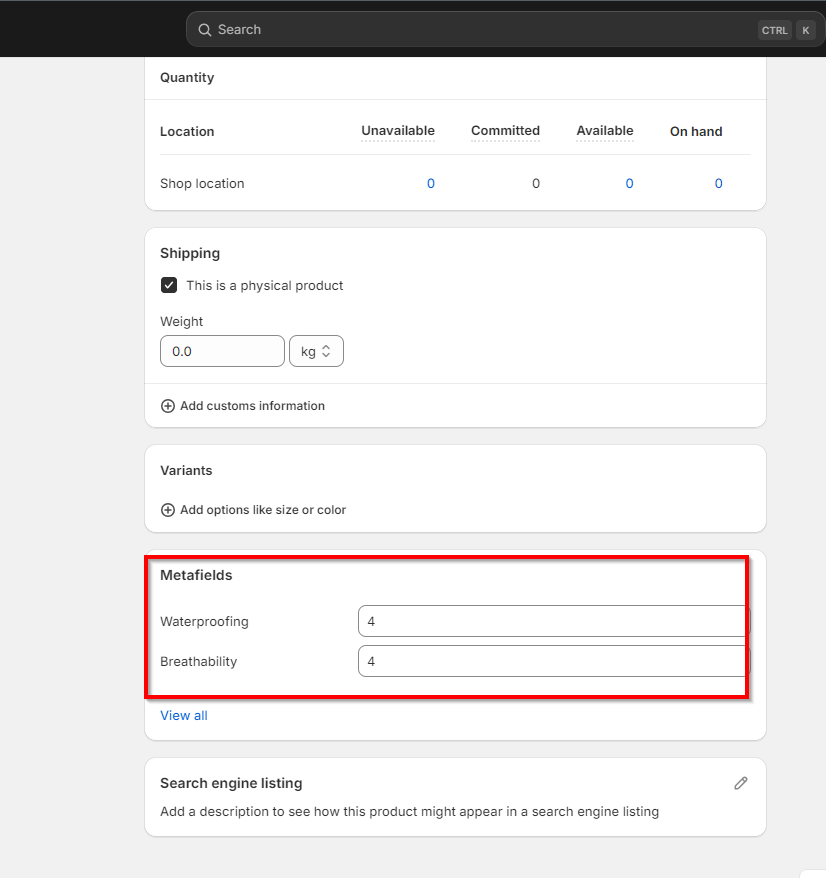 Search CTRL K
Quantity
Location Unavailable Committed Available On hand
Shop location 0 0 0 0
Shipping
This is a physical product
Weight
0.0 kg
Add customs information
Variants
Add options like size or color
Metafields
Waterproofing 4
Breathability 4
View all
Search engine listing
Add a description to see how this product might appear in a search engine listing